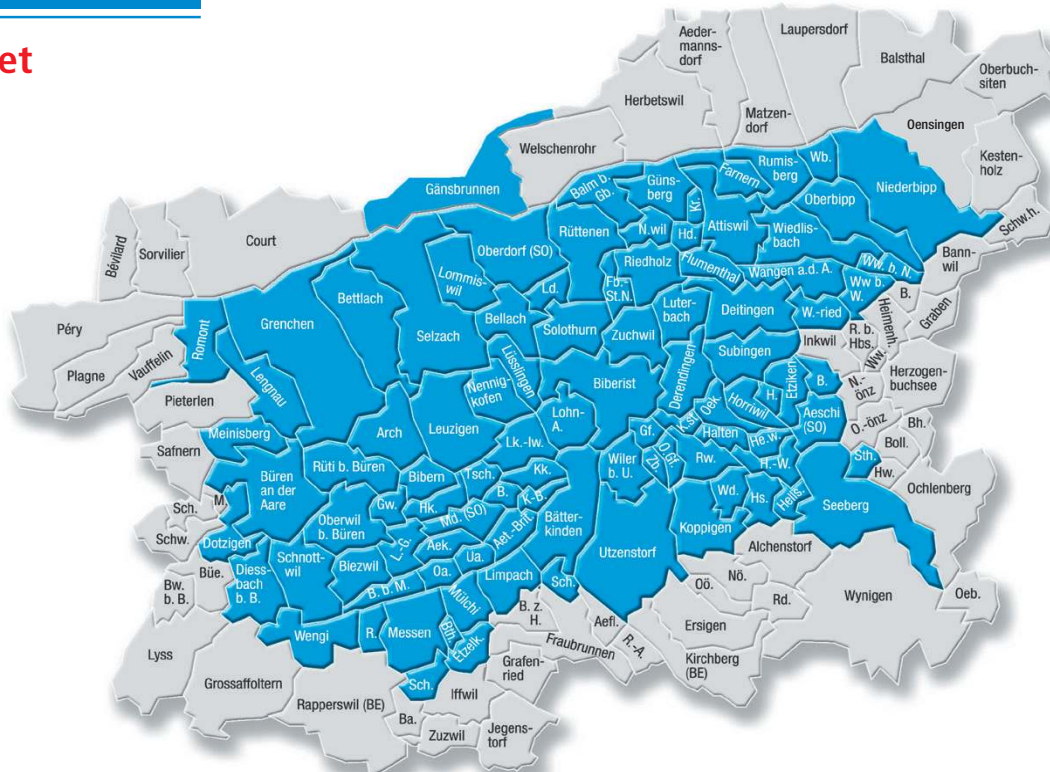 et
Aeder-
manns-
dorf
Laupersdorf
Balsthal
Oberbuch-
siten
Herbetswil
Matzen-
dorf
Oensingen
Welschenrohr
Kesten-
holz
Gänsbrunnen
Balm b.
Gb.
Güns-
berg
Kr.
Farnern
Rumis-
berg
Wb.
Niederbipp
Oberbipp
Schw.h.
Bévilard
Sorvilier
Court
Oberdorf (SO)
Rüttenen
N.wil
Hd.
Attiswil
Wiedlis-
bach
Bann-
wil
Lommis-
wil
Ld.
Riedholz
Flumenthal
Wangen a.d. A.
Ww. b. N.
Bettlach
Fb.-
St.N.
Ww b.
W.
B.
Graben
Péry
Plagne
Vauffelin
Romont
Grenchen
Selzach
Bellach
Solothurn
Zuchwil
Luter-
bach
Deitingen
W.-ried
Heimenh.
Lengnau
Lüsslingen
Nennig-
kofen
Biberist
Derendingen
Subingen
Inkwil
R. b.
Hbs.
Ww.
Herzogen-
buchsee
Pieterlen
Etziken
B.
N.-
önz
Meinisberg
Arch
Leuzigen
Lohn-
A.
K.st.
Oek.
Horriwil
H.
Aeschi
(SO)
O.-önz
Bh.
Safnern
Lk.-Iw.
Gf.
O.Gf.
Halten
He.w.
Boll.
Büren
an der
Aare
Rüti b. Büren
Bibern
Tsch.
Kk.
Wiler
b. U.
Zb.
Rw.
H.-W.
Sth.
Hw.
Ochlenberg
M.
Sch.
Gw.
Hk.
B.
K-B.
Wd.
Hs.
Heils.
Seeberg
Schw.
Dotzigen
Oberwil
b. Büren
L.-G.
Md. (SO)
Aet.-Brit.
Bätter-
kinden
Utzenstorf
Koppigen
Aek.
Alchenstorf
Bw.
b. B.
Büe.
Diess-
bach
b. B.
Schnott-
wil
Biezwil
B. b. M.
Oa.
Ua.
Limpach
Sch.
Oö.
Nö.
Rd.
Wynigen
Oeb.
Mülchi
B. z.
H.
Aefl.
R.-A.
Ersigen
Lyss
Wengi
R.
Messen
Bth.
Etzelk.
Fraubrunnen
Kirchberg
(BE)
Grossaffoltern
Sch.
Grafen-
ried
Rapperswil (BE)
Iffwil
Ba.
Zuzwil
Jegens-
torf